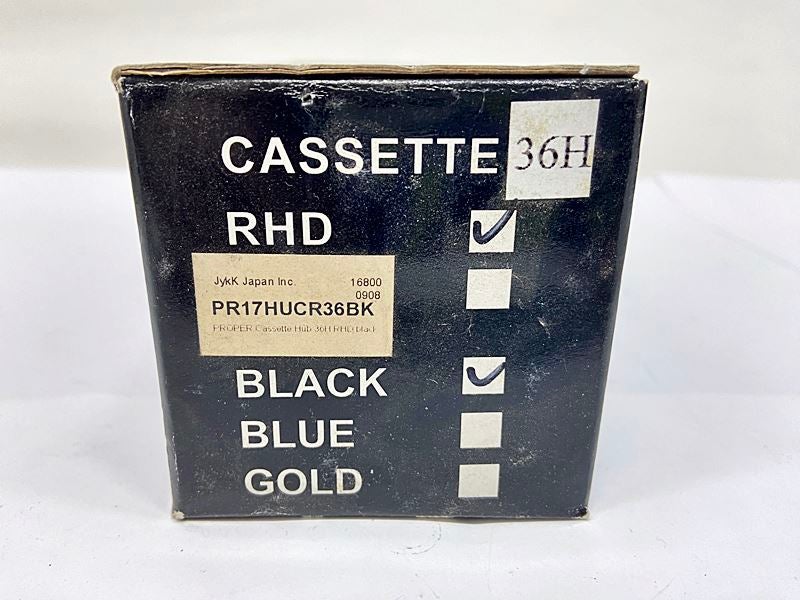 CASSETTE 36H
RHD
JykK Japan Inc. 16800
0908
PR17HUCR36BK
PROPER Cassette Hub 36H RHD black
BLACK
BLUE
GOLD